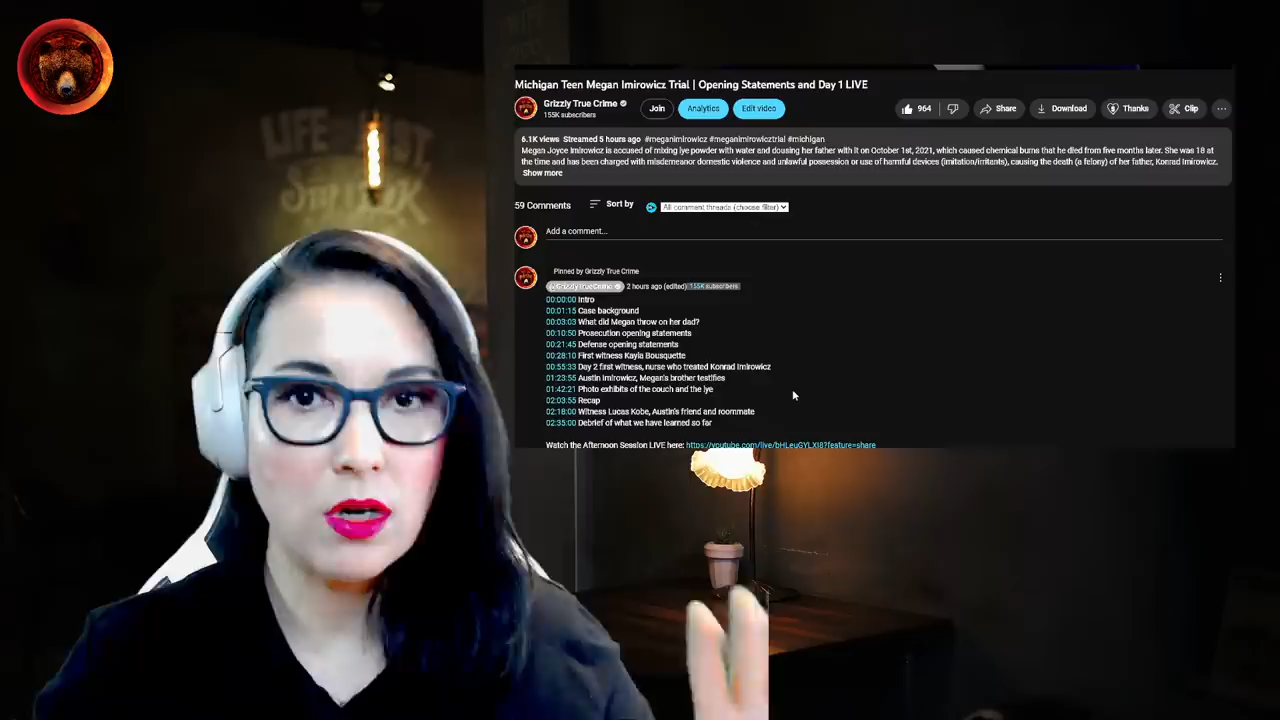 LIFE
Michigan Teen Megan Imirowicz Trial | Opening Statements and Day 1 LIVE
Grizzly True Crime
155K subscribers
Join
Analytics
Edit video
964
Share
Download
Thanks
Clip
6.1K views Streamed 5 hours ago #meganimirowicz #meganimirowicztrial #michigan
Megan Joyce Imirowicz is accused of mixing lye powder with water and dousing her father with it on October 1st, 2021, which caused chemical burns that he died from five months later. She was 18 at
the time and has been charged with misdemeanor domestic violence and unlawful possession or use of harmful devices (imitation/irritants), causing the death (a felony) of her father, Konrad Imirowicz.
Show more
59 Comments
Sort by
All comment threads (choose filter)
Add a comment...
Pinned by Grizzly True Crime
@GrizzlyTrueCrime 2 hours ago (edited) 155K subscribers
00:00:00 Intro
00:01:15 Case background
00:03:03 What did Megan throw on her dad?
00:10:50 Prosecution opening statements
00:21:45 Defense opening statements
00:28:10 First witness Kayla Bousquette
00:55:33 Day 2 first witness, nurse who treated Konrad Imirowicz
01:23:55 Austin Imirowicz, Megan's brother testifies
01:42:21 Photo exhibits of the couch and the lye
02:03:55 Recap
02:18:00 Witness Lucas Kobe, Austin's friend and roommate
02:35:00 Debrief of what we have learned so far
Watch the Afternoon Session LIVE here: https://youtube.com/live/bHLeuGYLXI8?feature=share